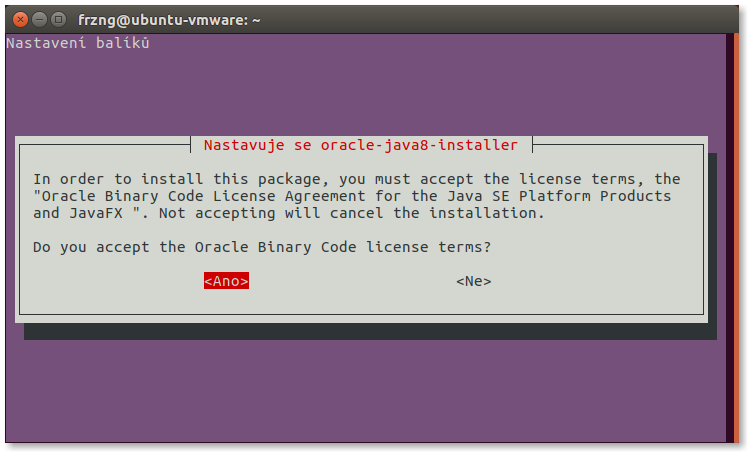 frzng@ubuntu-vmware: ~
Nastavení balíků
Nastavuje se oracle-java8-installer
In order to install this package, you must accept the license terms, the
"Oracle Binary Code License Agreement for the Java SE Platform Products
and JavaFX ". Not accepting will cancel the installation.
Do you accept the Oracle Binary Code license terms?
<Ano> <Ne>